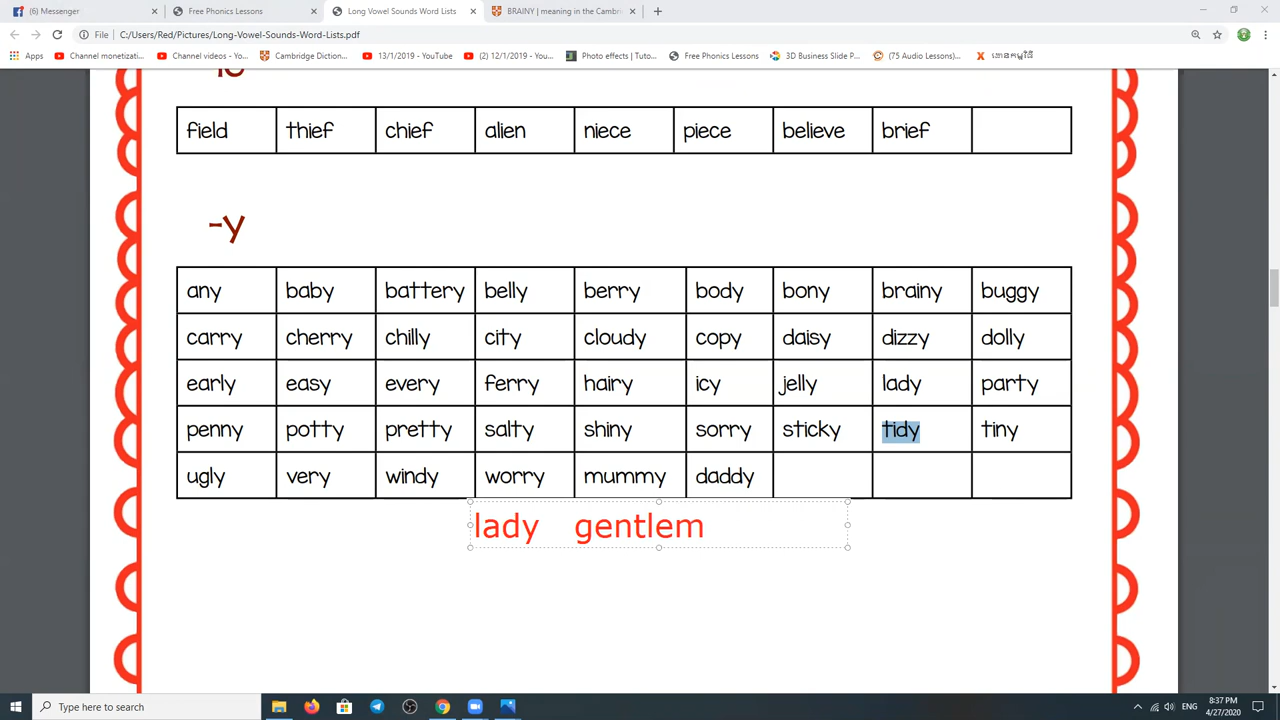 (6) Messenger
Free Phonics Lessons
Long Vowel Sounds Word Lists
BRAINY | meaning in the Camb
File | C:/Users/Red/Pictures/Long-Vowel-Sounds-Word-Lists.pdf
Apps Channel monetizati... Channel videos - Yo... Cambridge Diction... 13/1/2019 - YouTube (2) 12/1/2019 - You... Photo effects | Tuto... Free Phonics Lessons 3D Business Slide P... (75 Audio Lessons)...
field thief chief alien niece piece believe brief
-y
any baby battery belly berry body bony brainy buggy
carry cherry chilly city cloudy copy daisy dizzy dolly
early easy every ferry hairy icy jelly lady party
penny potty pretty salty shiny sorry sticky tidy tiny
ugly very windy worry mummy daddy
lady gentlem
Type here to search
ENG
8:37 PM
4/27/2020